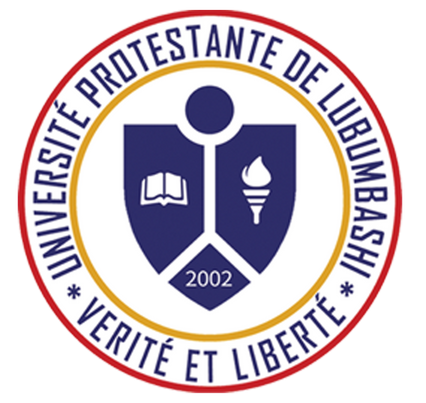 UNIVERSITÉ PROTESTANTE DE LUBUMBASHI
2002
* VERITÉ ET LIBERTÉ *